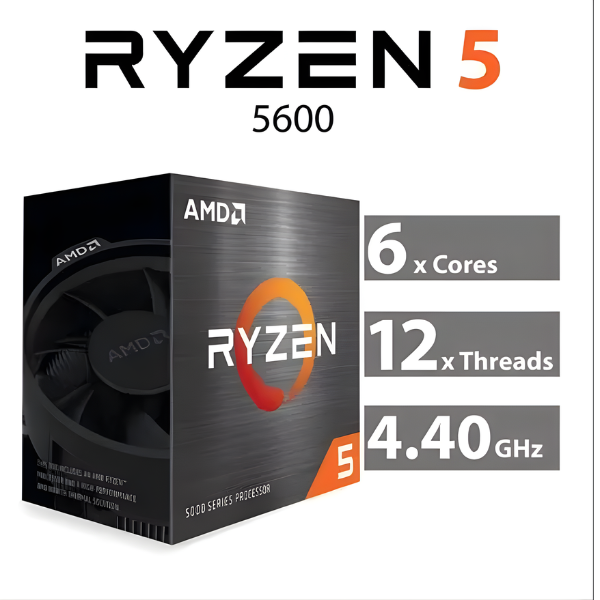 RYZEN 5
5600
AMD
AMD
AMD
RYZEN
5
5000 SERIES PROCESSOR
6 x Cores
12 x Threads
4.40 GHz